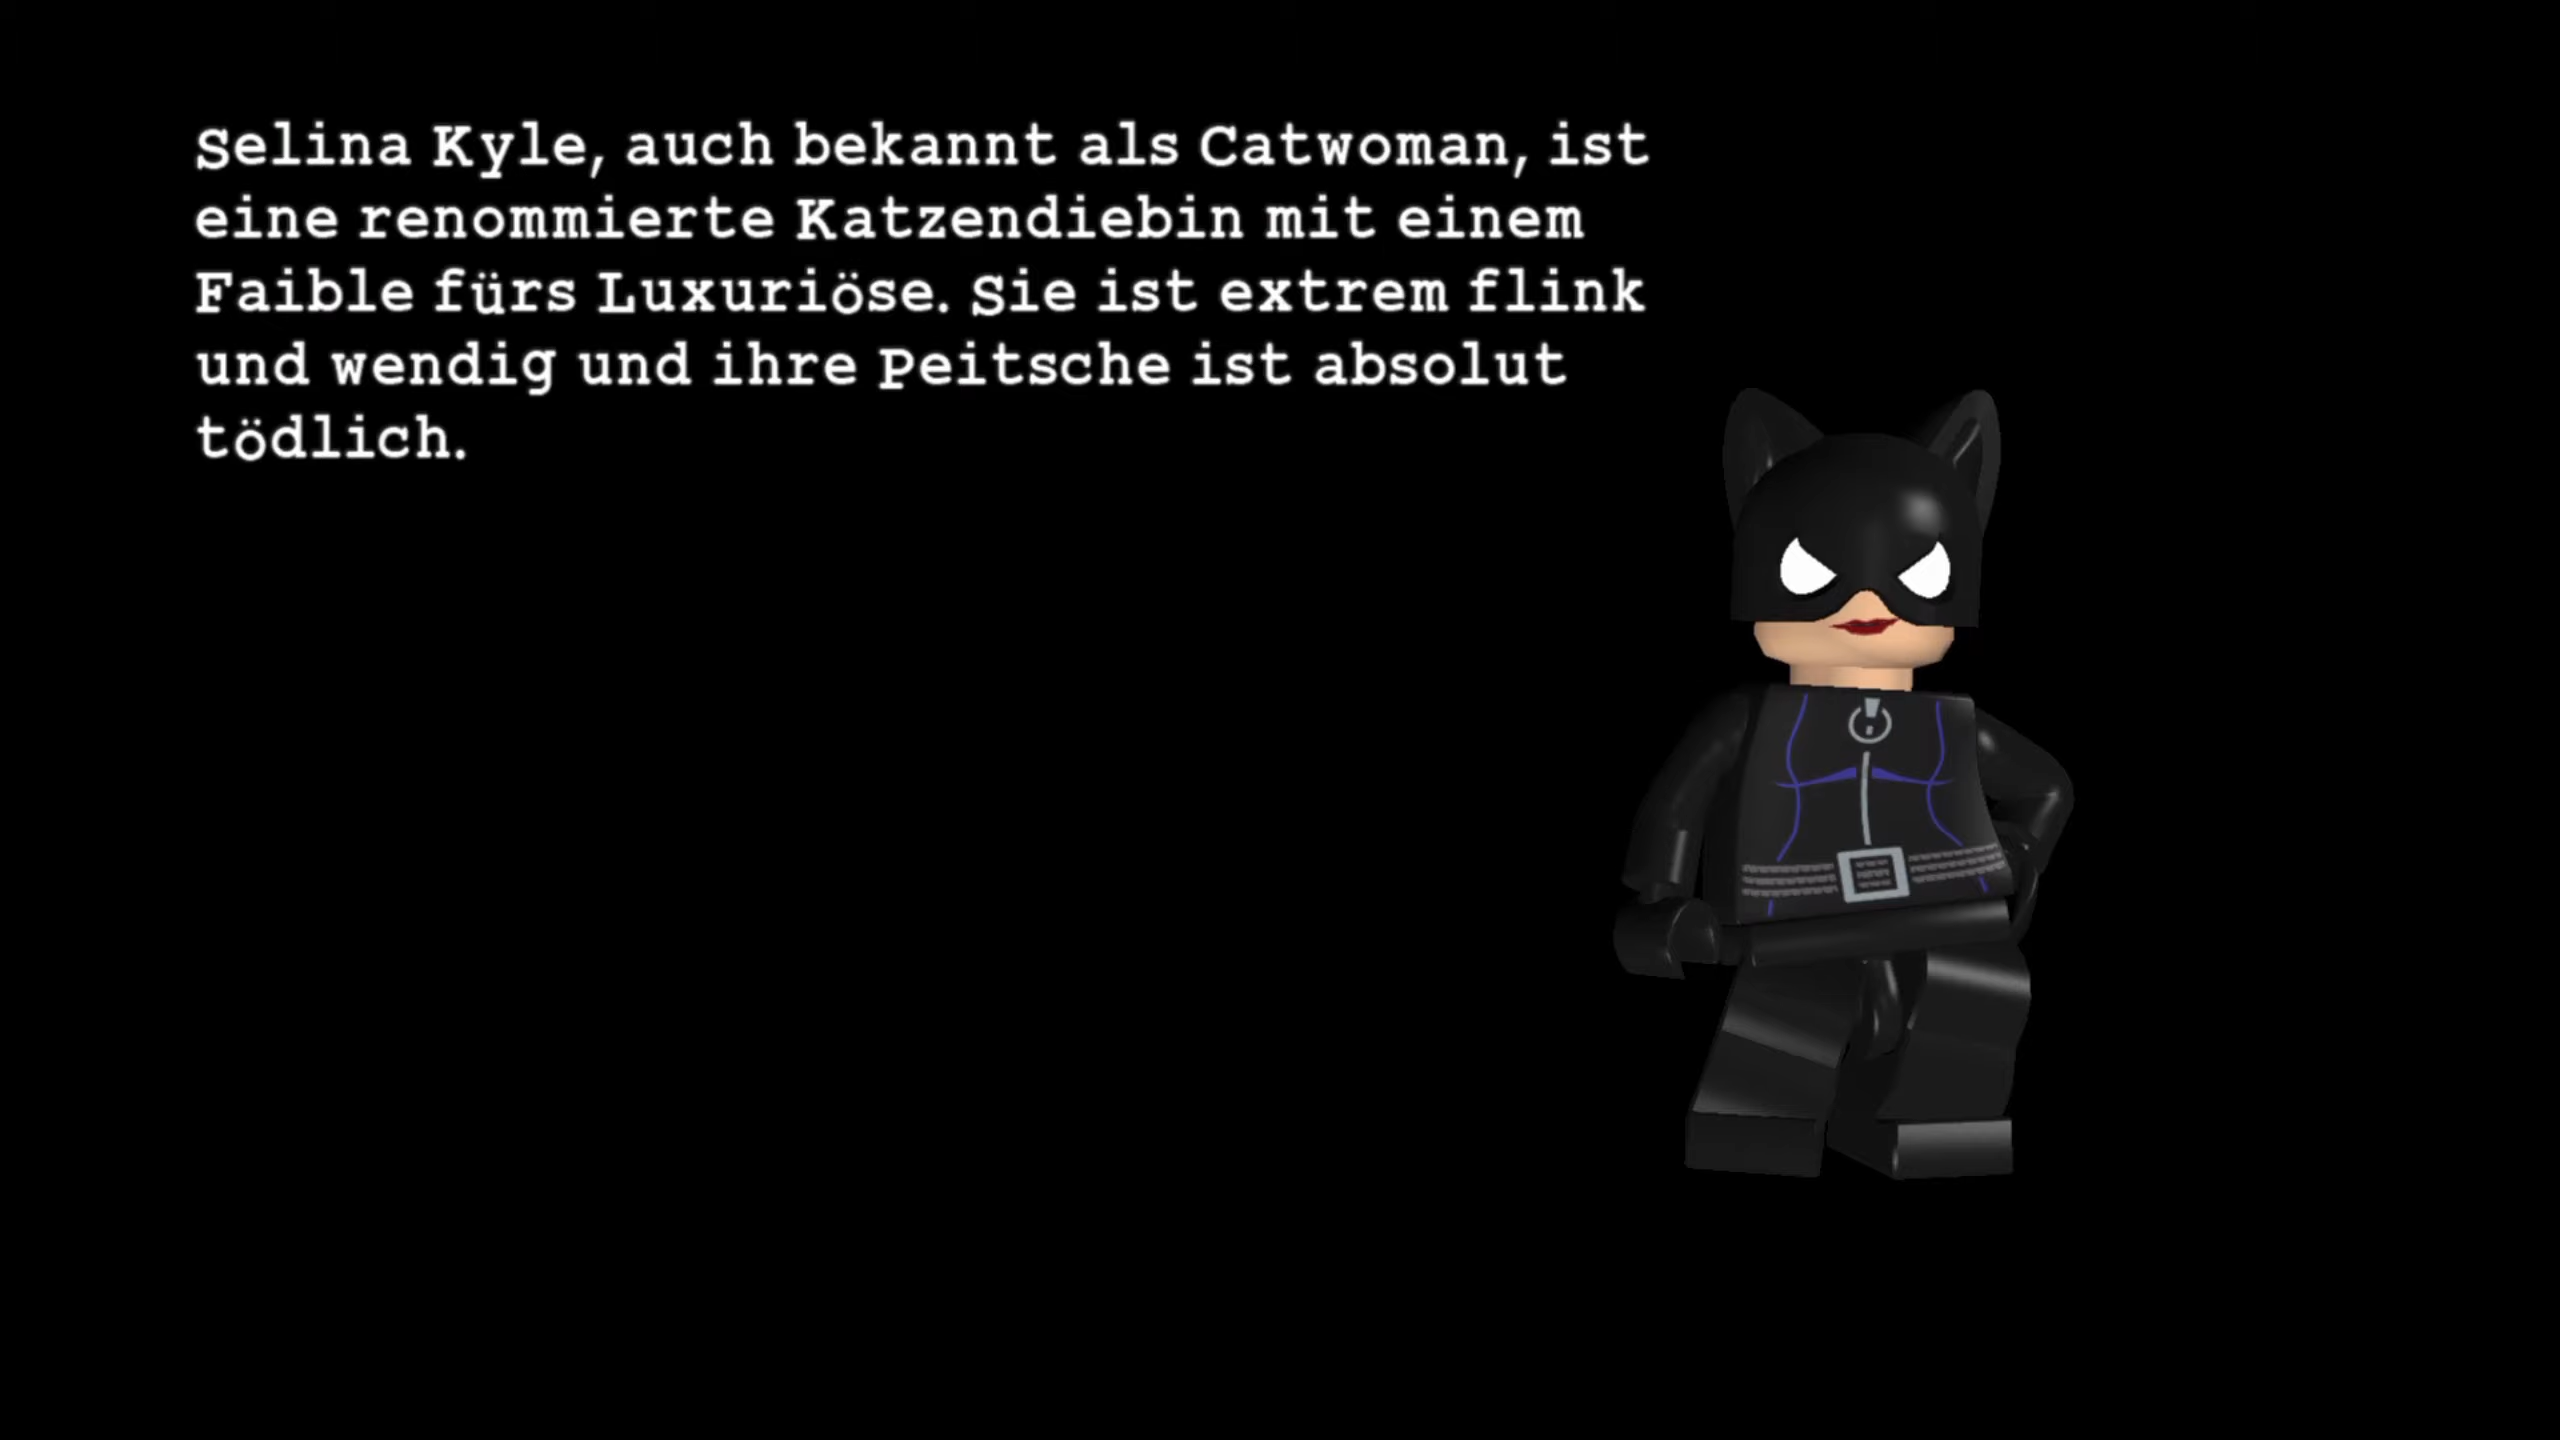 Selina Kyle, auch bekannt als Catwoman, ist
eine renommierte Katzendiebin mit einem
Faible fürs Luxuriöse. Sie ist extrem flink
und wendig und ihre Peitsche ist absolut
tödlich.